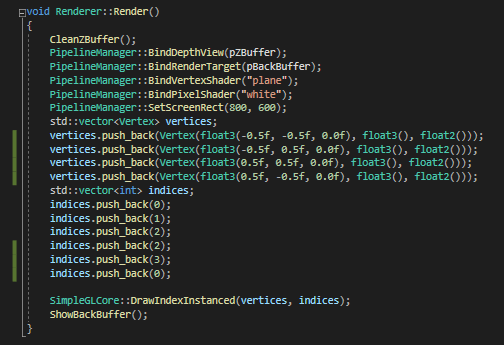 void Renderer::Render()
{
CleanZBuffer();
PipelineManager::BindDepthView(pZBuffer);
PipelineManager::BindRenderTarget(pBackBuffer);
PipelineManager::BindVertexShader("plane");
PipelineManager::BindPixelShader("white");
PipelineManager::SetScreenRect(800, 600);
std::vector<Vertex> vertices;
vertices.push_back(Vertex(float3(-0.5f, -0.5f, 0.0f), float3(), float2()));
vertices.push_back(Vertex(float3(-0.5f, 0.5f, 0.0f), float3(), float2()));
vertices.push_back(Vertex(float3(0.5f, 0.5f, 0.0f), float3(), float2()));
vertices.push_back(Vertex(float3(0.5f, -0.5f, 0.0f), float3(), float2()));
std::vector<int> indices;
indices.push_back(0);
indices.push_back(1);
indices.push_back(2);
indices.push_back(2);
indices.push_back(3);
indices.push_back(0);
SimpleGLCore::DrawIndexInstanced(vertices, indices);
ShowBackBuffer();
}